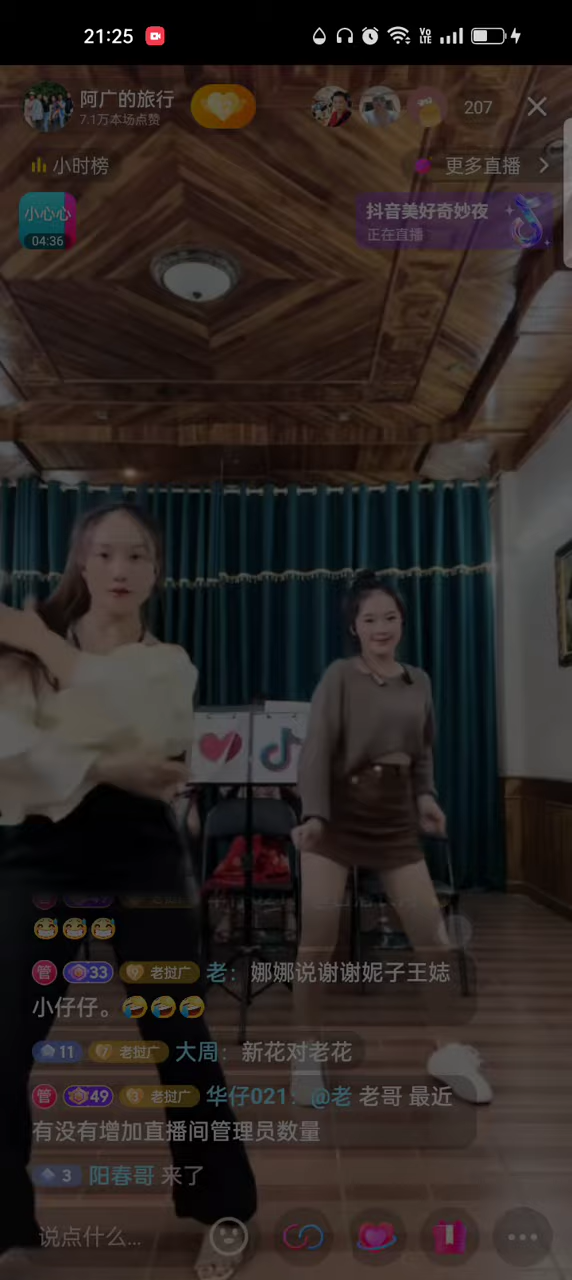 21:25
Vo
LTE
阿广的旅行
7.1万本场点赞
207
小时榜
更多直播
小心心
04:36
抖音美好奇妙夜
正在直播
管 33 老挝广 老：娜娜说谢谢妮子王婊
小仔仔。
11 老挝广 大周：新花对老花
管 49 3 老挝广 华仔021：@老 老哥 最近
有没有增加直播间管理员数量
3 阳春哥 来了
说点什么...